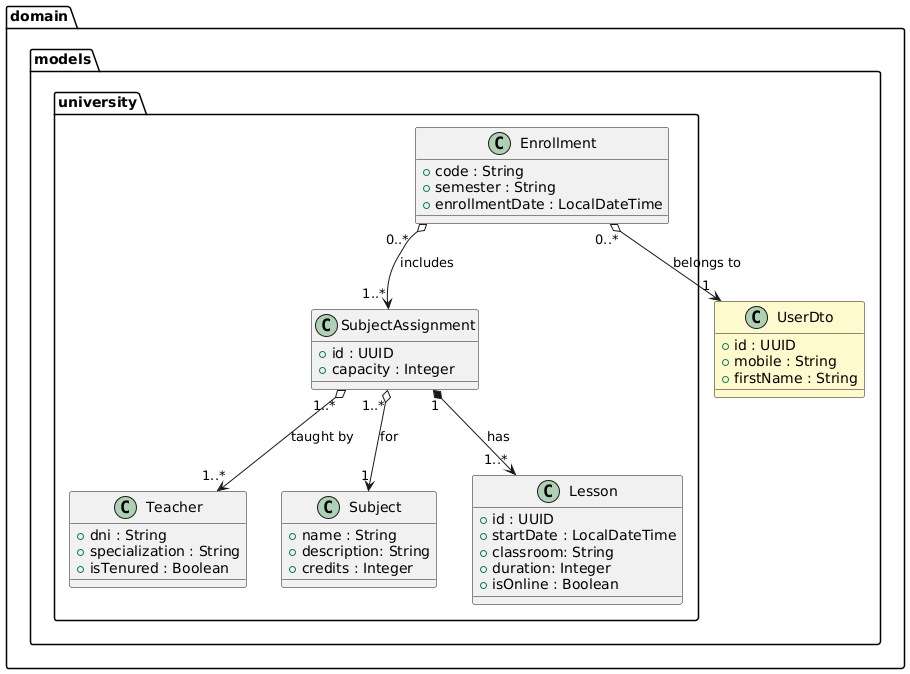 domain
models
university
C Enrollment
code : String
semester : String
enrollmentDate : LocalDateTime
0..*
0..*
includes
belongs to
1..*
1
C SubjectAssignment
id : UUID
capacity : Integer
C UserDto
id : UUID
mobile : String
firstName : String
1..*
1..*
1
taught by
for
has
1..*
1
1..*
C Teacher
dni : String
specialization : String
isTenured : Boolean
C Subject
name : String
description: String
credits : Integer
C Lesson
id : UUID
startDate : LocalDateTime
classroom: String
duration: Integer
isOnline : Boolean